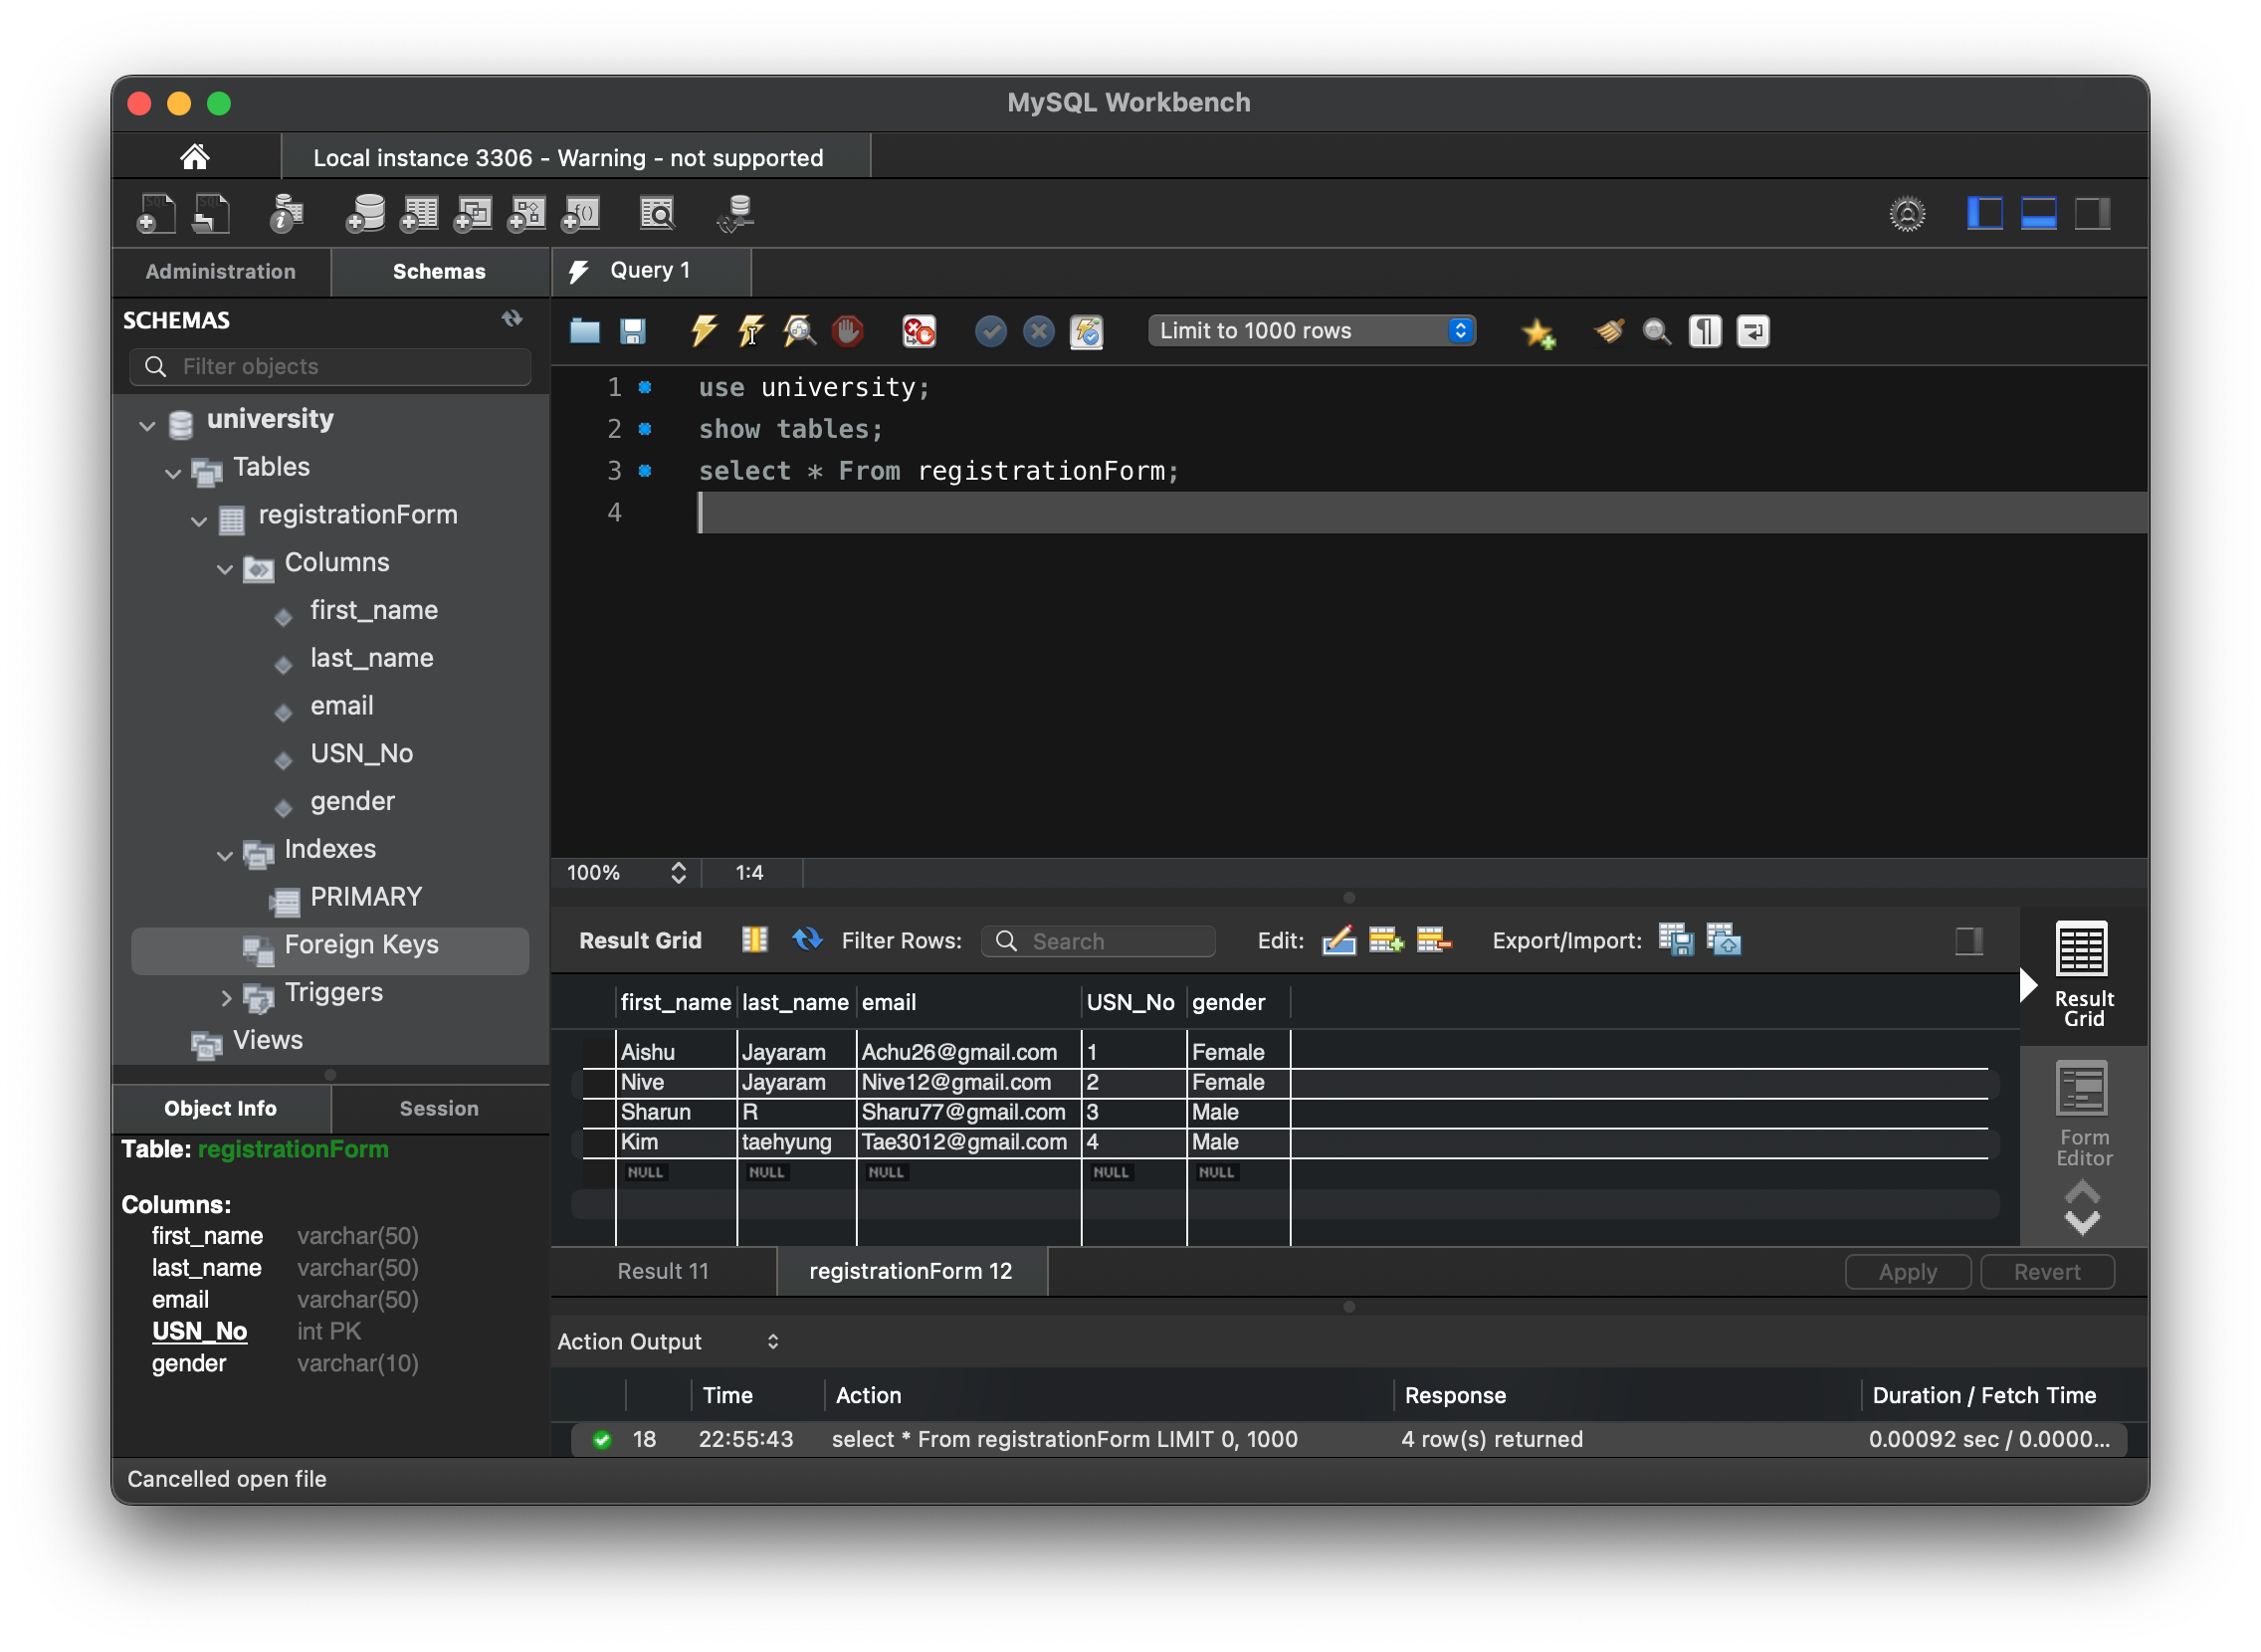 MySQL Workbench
Local instance 3306 - Warning - not supported
Administration
Schemas
Query 1
SCHEMAS
Filter objects
Limit to 1000 rows
university
Tables
registrationForm
Columns
first_name
last_name
email
USN_No
gender
Indexes
PRIMARY
Foreign Keys
Triggers
Views
1 use university;
2 show tables;
3 select * From registrationForm;
4
100% 1:4
Result Grid Filter Rows: Search Edit: Export/Import:
first_name last_name email USN_No gender
Aishu Jayaram Achu26@gmail.com 1 Female
Nive Jayaram Nive12@gmail.com 2 Female
Sharun R Sharu77@gmail.com 3 Male
Kim taehyung Tae3012@gmail.com 4 Male
NULL NULL NULL NULL NULL
Result
Grid
Form
Editor
Result 11 registrationForm 12 Apply Revert
Object Info Session
Table: registrationForm
Columns:
first_name varchar(50)
last_name varchar(50)
email varchar(50)
USN_No int PK
gender varchar(10)
Action Output
Time Action Response Duration / Fetch Time
18 22:55:43 select * From registrationForm LIMIT 0, 1000 4 row(s) returned 0.00092 sec / 0.0000...
Cancelled open file